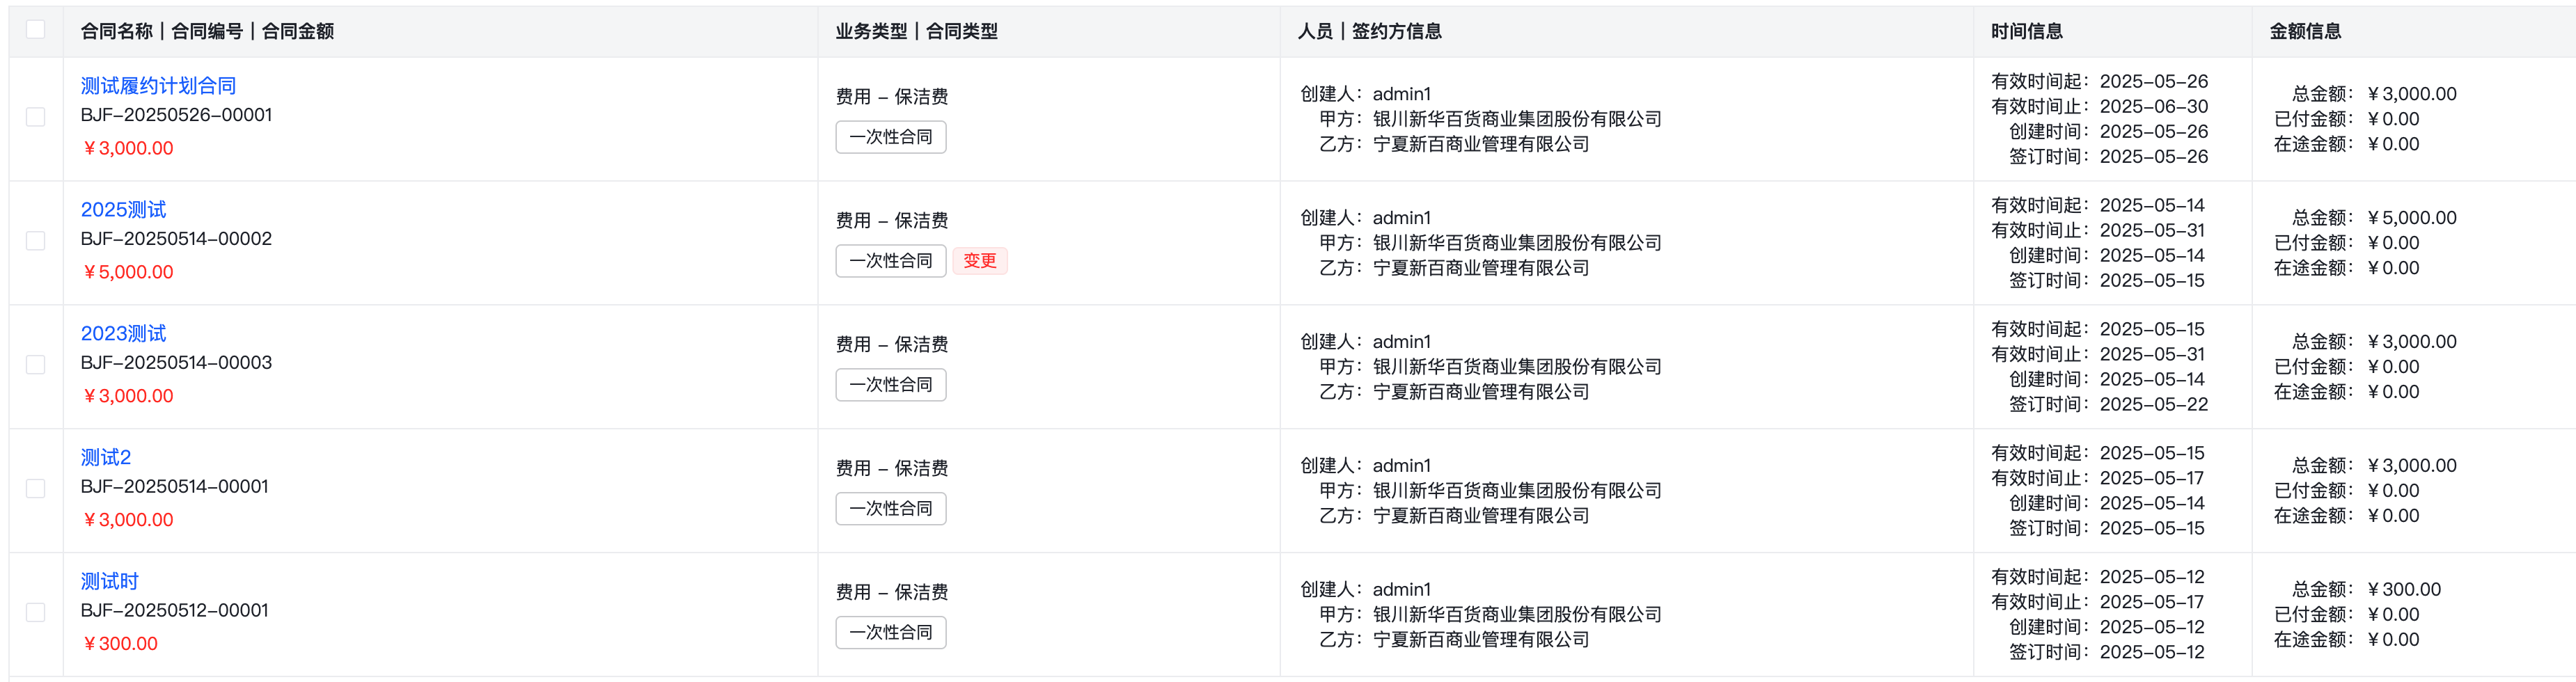 合同名称 | 合同编号 | 合同金额 业务类型 | 合同类型 人员 | 签约方信息 时间信息 金额信息
测试履约计划合同
BJF-20250526-00001
¥3,000.00
费用 - 保洁费
一次性合同
创建人： admin1
甲方： 银川新华百货商业集团股份有限公司
乙方： 宁夏新百商业管理有限公司
有效时间起： 2025-05-26
有效时间止： 2025-06-30
创建时间： 2025-05-26
签订时间： 2025-05-26
总金额： ¥3,000.00
已付金额： ¥0.00
在途金额： ¥0.00
2025测试
BJF-20250514-00002
¥5,000.00
费用 - 保洁费
一次性合同 变更
创建人： admin1
甲方： 银川新华百货商业集团股份有限公司
乙方： 宁夏新百商业管理有限公司
有效时间起： 2025-05-14
有效时间止： 2025-05-31
创建时间： 2025-05-14
签订时间： 2025-05-15
总金额： ¥5,000.00
已付金额： ¥0.00
在途金额： ¥0.00
2023测试
BJF-20250514-00003
¥3,000.00
费用 - 保洁费
一次性合同
创建人： admin1
甲方： 银川新华百货商业集团股份有限公司
乙方： 宁夏新百商业管理有限公司
有效时间起： 2025-05-15
有效时间止： 2025-05-31
创建时间： 2025-05-14
签订时间： 2025-05-22
总金额： ¥3,000.00
已付金额： ¥0.00
在途金额： ¥0.00
测试2
BJF-20250514-00001
¥3,000.00
费用 - 保洁费
一次性合同
创建人： admin1
甲方： 银川新华百货商业集团股份有限公司
乙方： 宁夏新百商业管理有限公司
有效时间起： 2025-05-15
有效时间止： 2025-05-17
创建时间： 2025-05-14
签订时间： 2025-05-15
总金额： ¥3,000.00
已付金额： ¥0.00
在途金额： ¥0.00
测试时
BJF-20250512-00001
¥300.00
费用 - 保洁费
一次性合同
创建人： admin1
甲方： 银川新华百货商业集团股份有限公司
乙方： 宁夏新百商业管理有限公司
有效时间起： 2025-05-12
有效时间止： 2025-05-17
创建时间： 2025-05-12
签订时间： 2025-05-12
总金额： ¥300.00
已付金额： ¥0.00
在途金额： ¥0.00